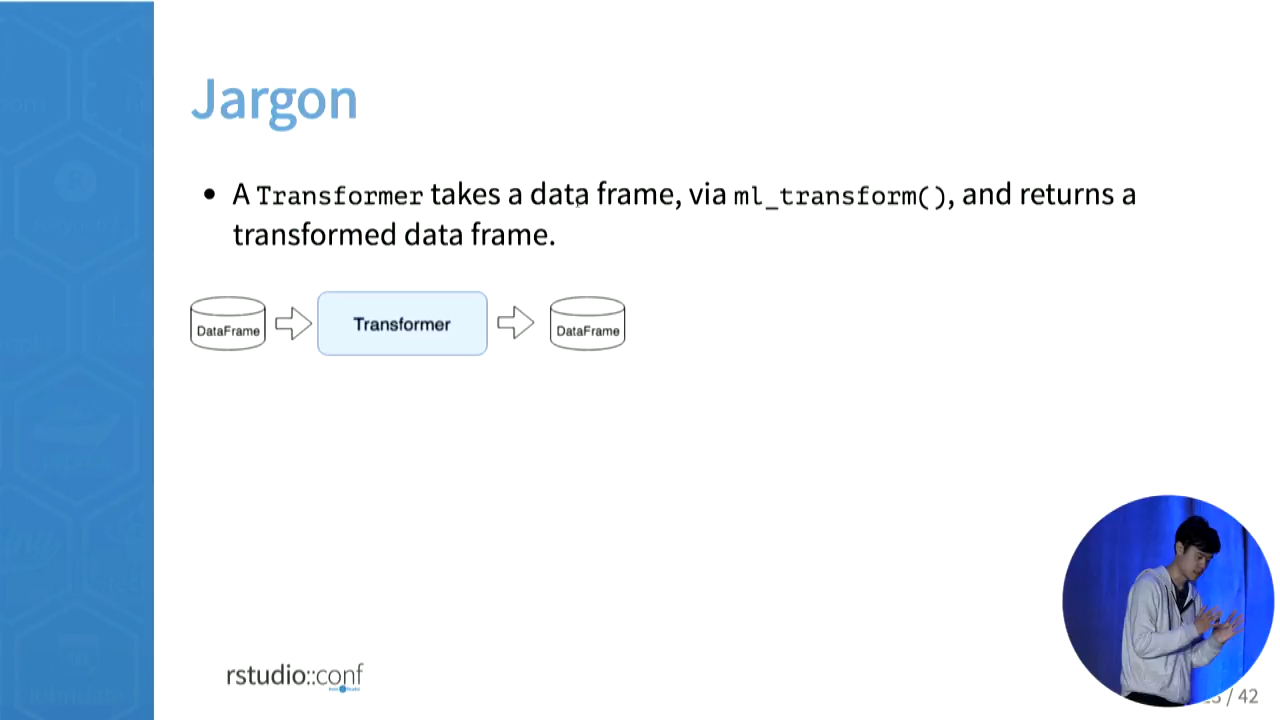 Jargon
• A Transformer takes a data frame, via ml_transform(), and returns a
transformed data frame.
DataFrame
Transformer
DataFrame
rstudio::conf
/ 42